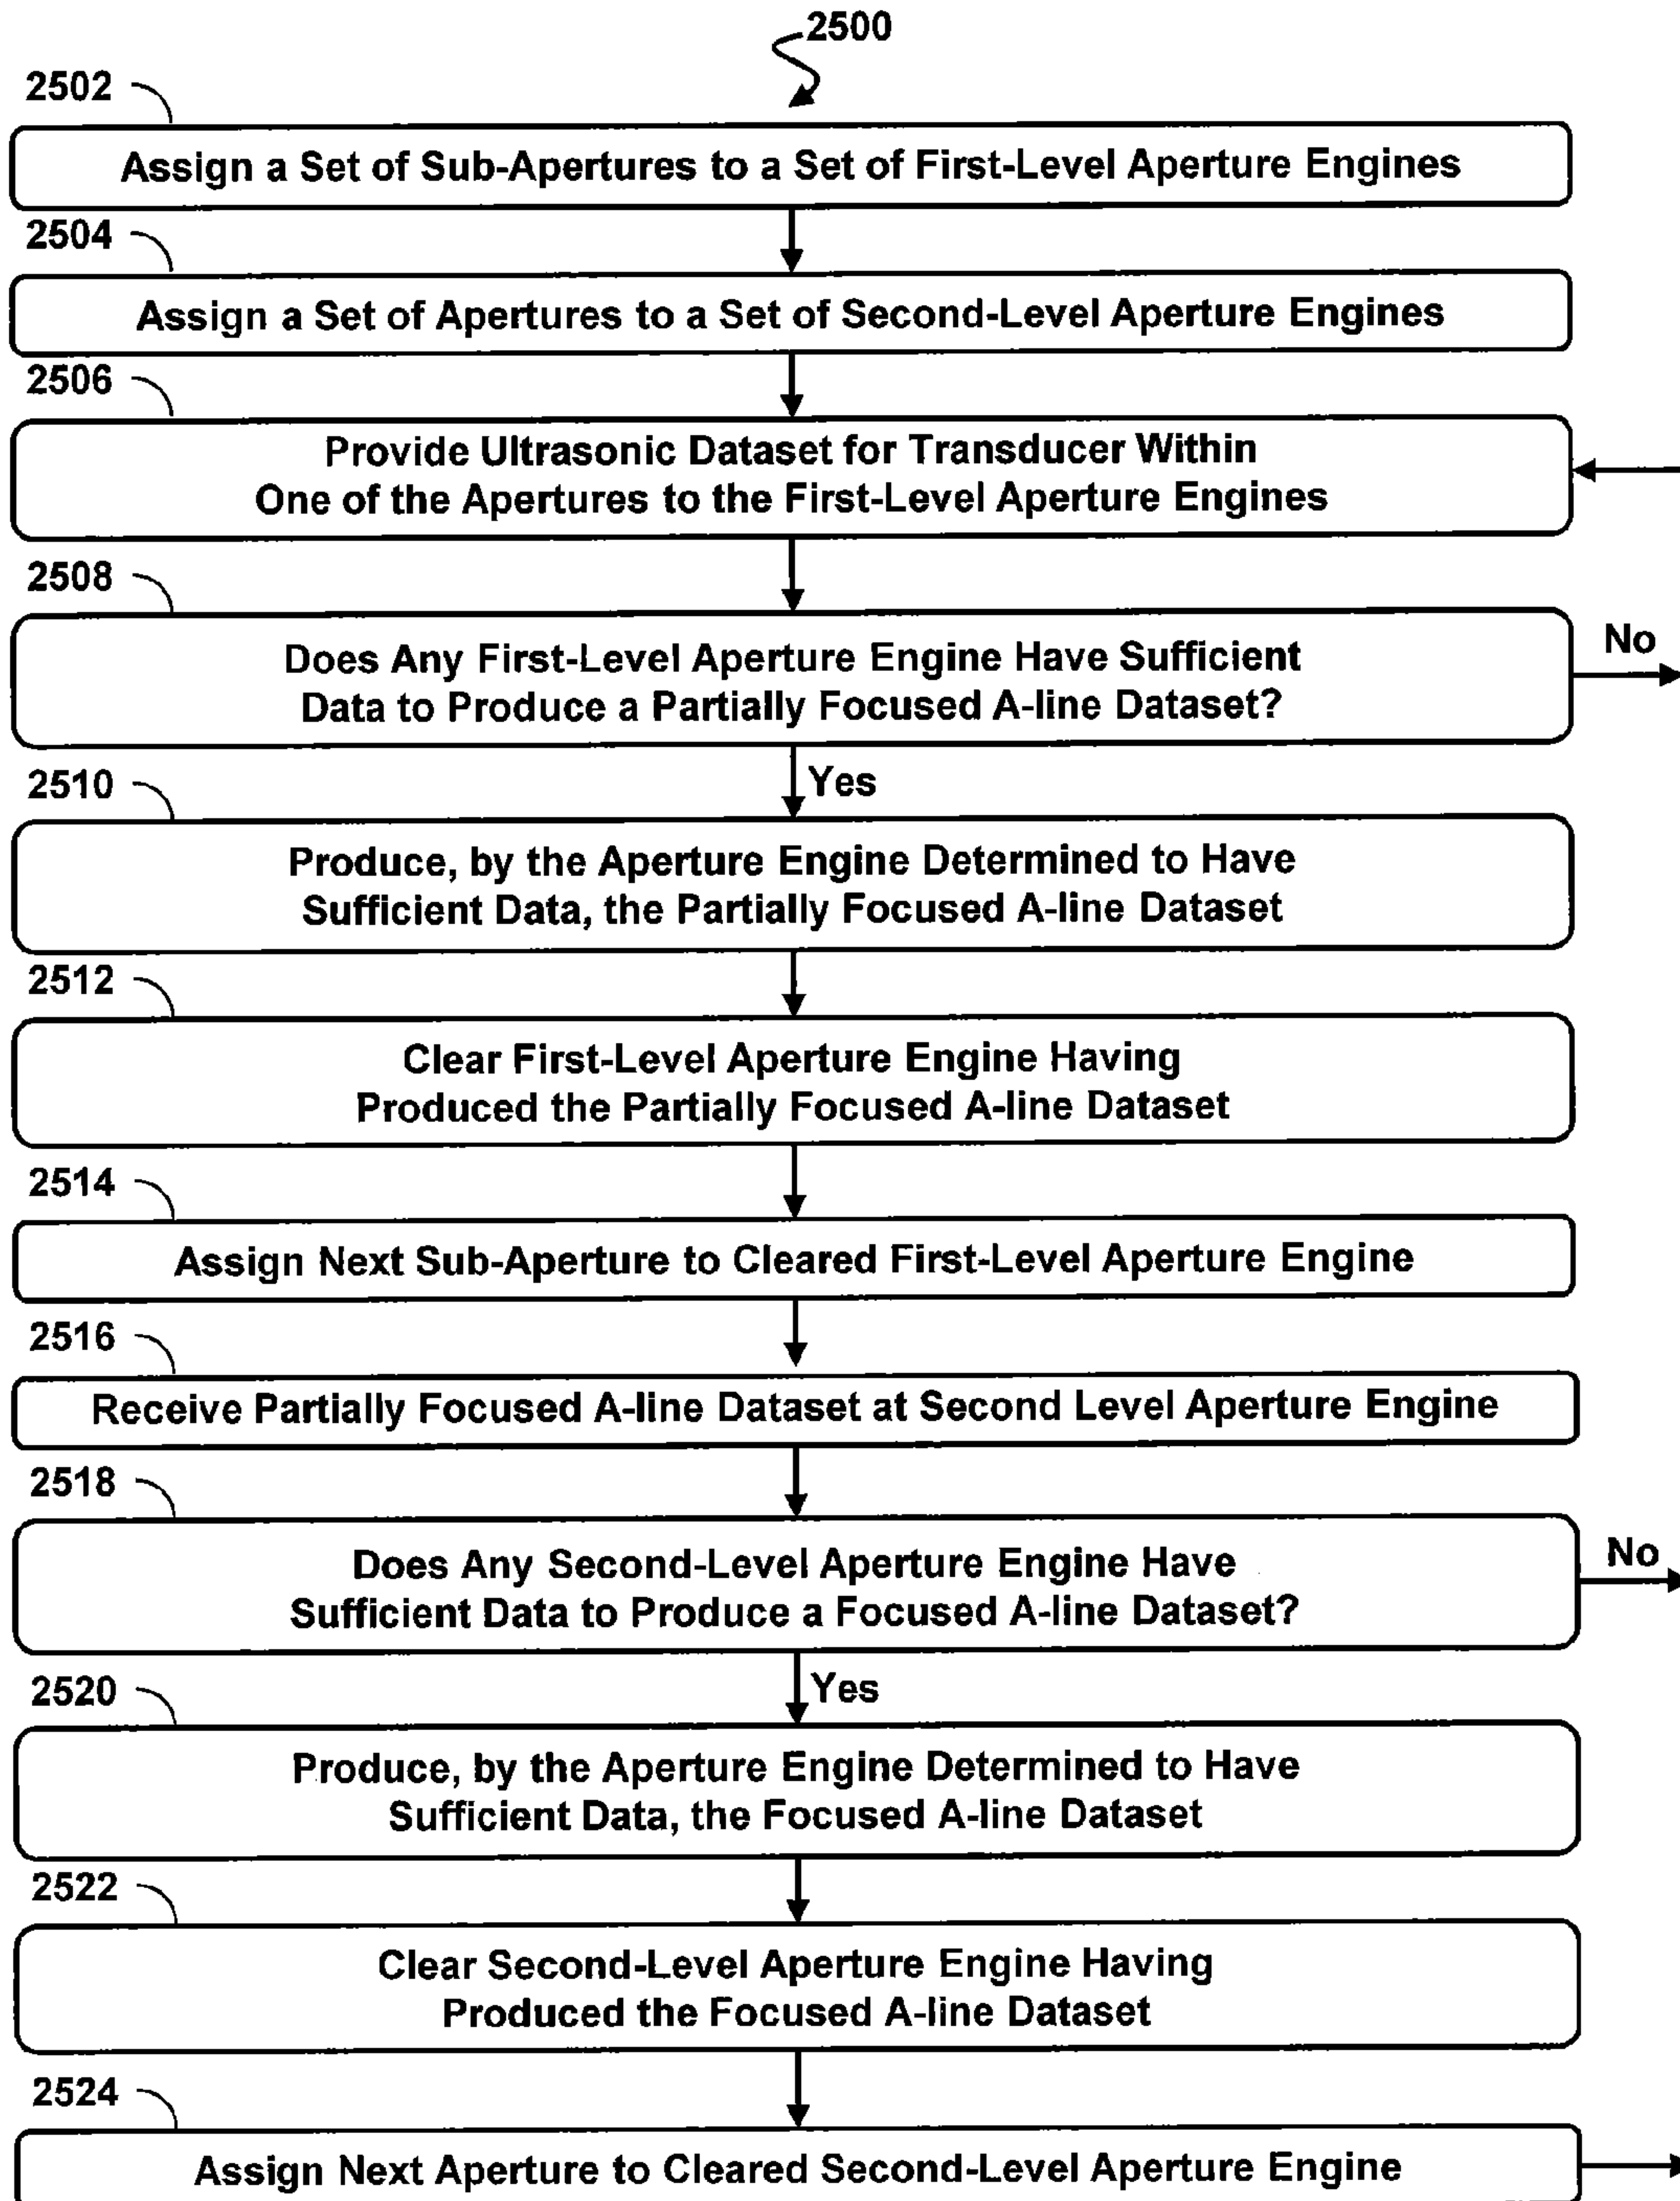 2500
2502
Assign a Set of Sub-Apertures to a Set of First-Level Aperture Engines
2504
Assign a Set of Apertures to a Set of Second-Level Aperture Engines
2506
Provide Ultrasonic Dataset for Transducer Within
One of the Apertures to the First-Level Aperture Engines
2508
Does Any First-Level Aperture Engine Have Sufficient
Data to Produce a Partially Focused A-line Dataset?
No
Yes
2510
Produce, by the Aperture Engine Determined to Have
Sufficient Data, the Partially Focused A-line Dataset
2512
Clear First-Level Aperture Engine Having
Produced the Partially Focused A-line Dataset
2514
Assign Next Sub-Aperture to Cleared First-Level Aperture Engine
2516
Receive Partially Focused A-line Dataset at Second Level Aperture Engine
2518
Does Any Second-Level Aperture Engine Have
Sufficient Data to Produce a Focused A-line Dataset?
No
Yes
2520
Produce, by the Aperture Engine Determined to Have
Sufficient Data, the Focused A-line Dataset
2522
Clear Second-Level Aperture Engine Having
Produced the Focused A-line Dataset
2524
Assign Next Aperture to Cleared Second-Level Aperture Engine